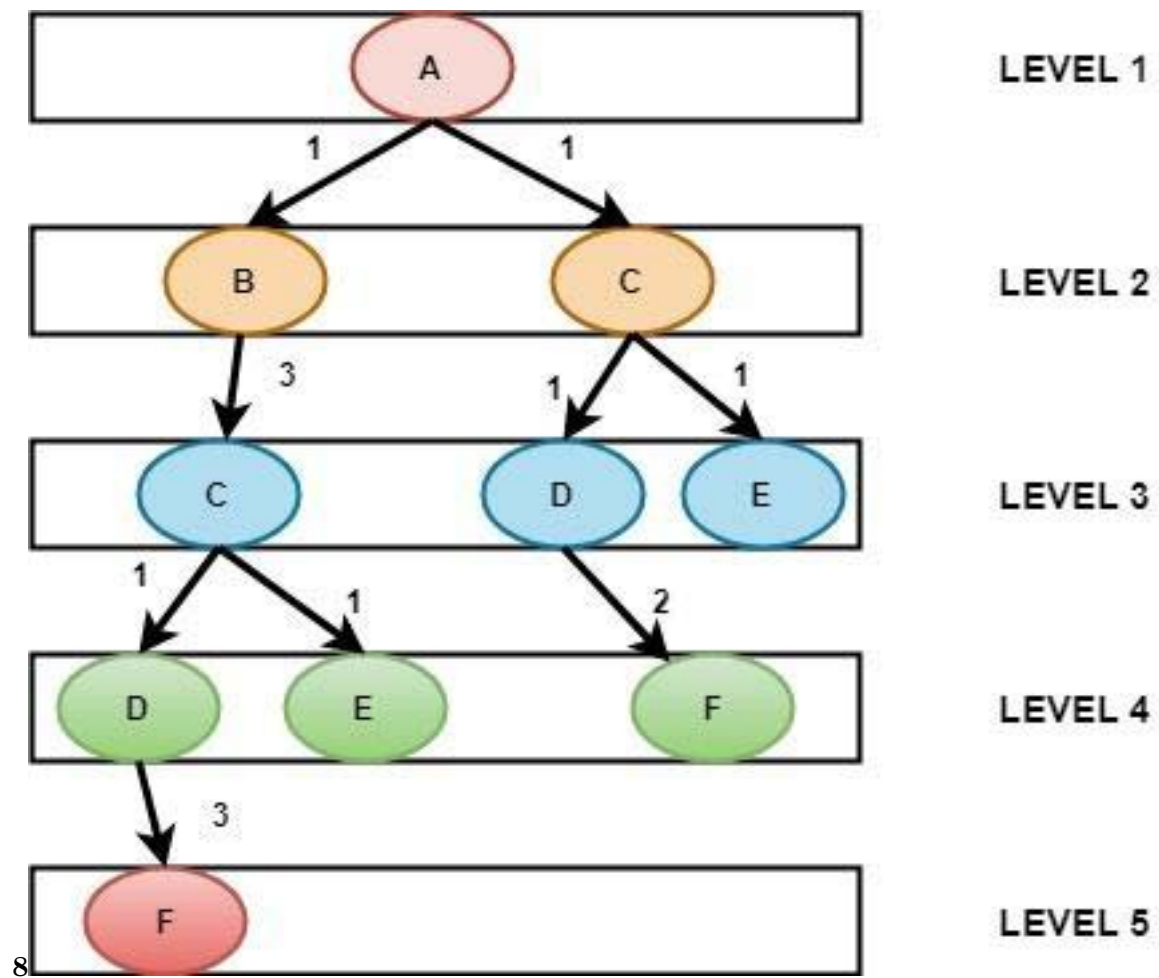 A LEVEL 1
1 1
B C LEVEL 2
3 1 1
C D E LEVEL 3
1 1 2
D E F LEVEL 4
3
F LEVEL 5
8